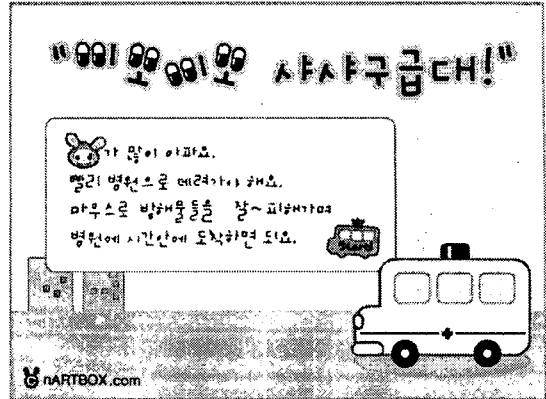 "삐뽀삐뽀 샤샤구급대!"
가 많이 아파요.
빨리 병원으로 데려가야 해요.
마우스로 방해물들을 잘~피해가며
병원에 시간안에 도착하면 되요.
Start
nARTBOX.com